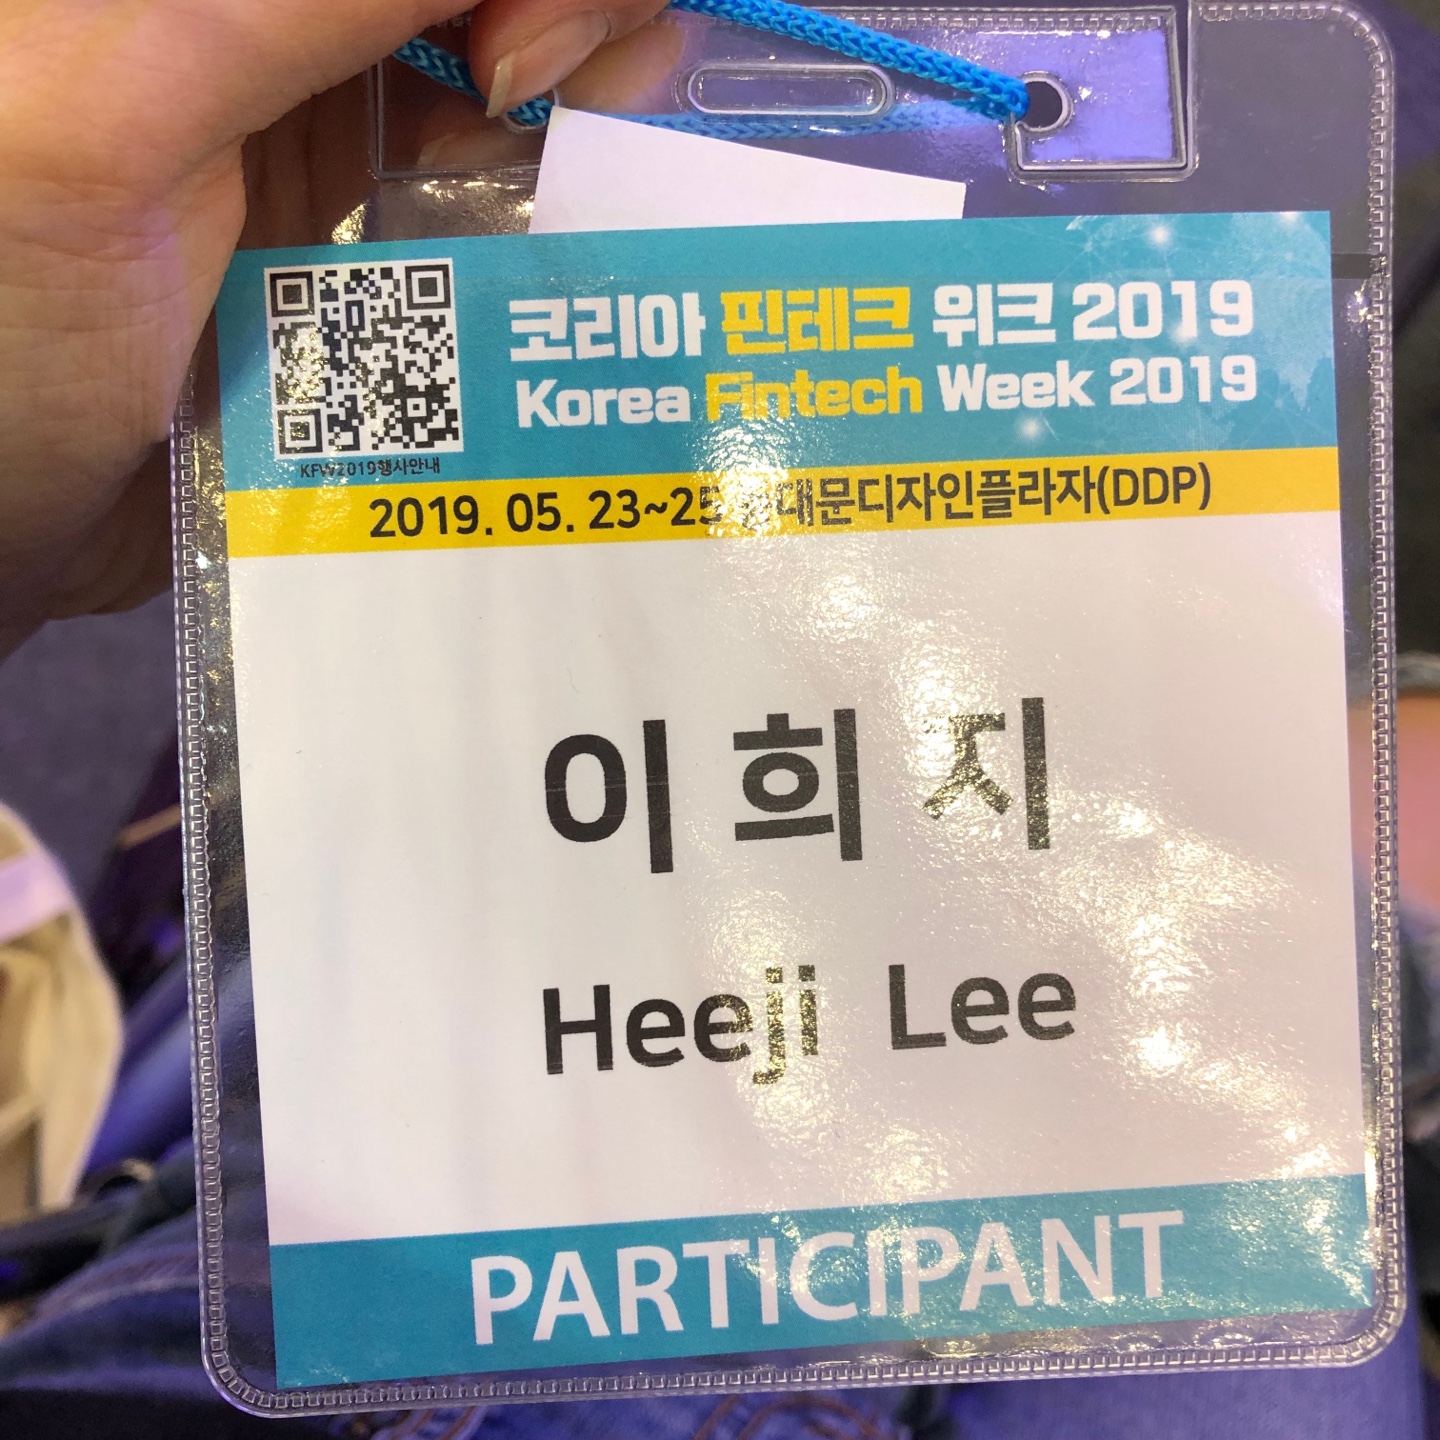 코리아 핀테크 위크 2019
Korea Fintech Week 2019
KFW2019행사안내
2019. 05. 23~25 동대문디자인플라자(DDP)
이희지
Heeji Lee
PARTICIPANT